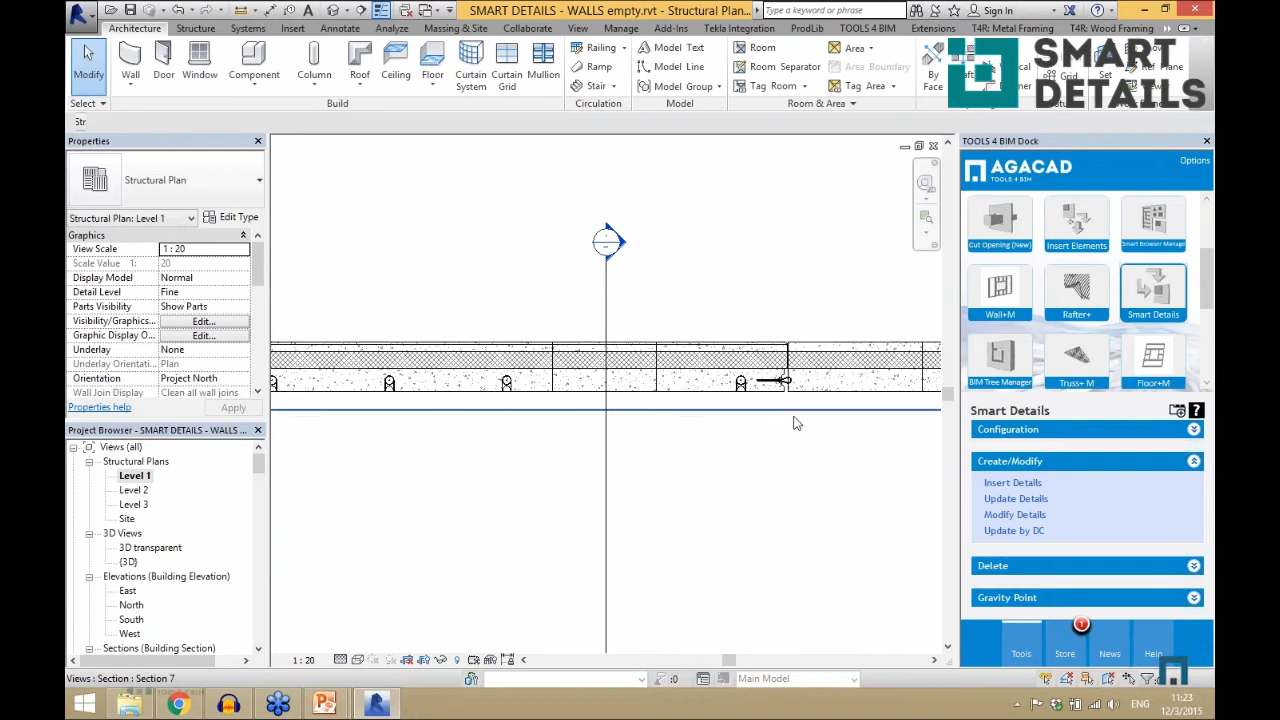 SMART DETAILS - WALLS empty.rvt - Structural Plan...
Type a keyword or phrase
Sign In
Architecture Structure Systems Insert Annotate Analyze Massing & Site Collaborate View Manage Add-Ins Tekla Integration ProdLib TOOLS 4 BIM Extensions T4R: Metal Framing T4R: Wood Framing
Modify Wall Door Window Component Column Roof Ceiling Floor Curtain System Curtain Grid Mullion
Railing
Ramp
Stair
Model Text
Model Line
Model Group
Room
Room Separator
Tag Room
Area
Area Boundary
Tag Area
By Face
Grid
Set
SMART
DETAILS
Select Build Circulation Model Room & Area
Str
Properties
Structural Plan
Structural Plan: Level 1 Edit Type
Graphics
View Scale 1 : 20
Scale Value 1: 20
Display Model Normal
Detail Level Fine
Parts Visibility Show Parts
Visibility/Graphics... Edit...
Graphic Display O... Edit...
Underlay None
Underlay Orientati... Plan
Orientation Project North
Wall Join Display Clean all wall joins
Properties help Apply
Project Browser - SMART DETAILS - WALLS ...
Views (all)
Structural Plans
Level 1
Level 2
Level 3
Site
3D Views
3D transparent
{3D}
Elevations (Building Elevation)
East
North
South
West
Sections (Building Section)
TOOLS 4 BIM Dock
AGACAD
TOOLS 4 BIM
Options
Cut Opening (New) Insert Elements Smart Browser Manager
Wall+M Rafter+ Smart Details
BIM Tree Manager Truss+ M Floor+M
Smart Details ?
Configuration
Create/Modify
Insert Details
Update Details
Modify Details
Update by DC
Delete
Gravity Point
1
Tools Store News Help
1 : 20
Views : Section : Section 7
:0
Main Model
ENG
11:23
12/3/2015